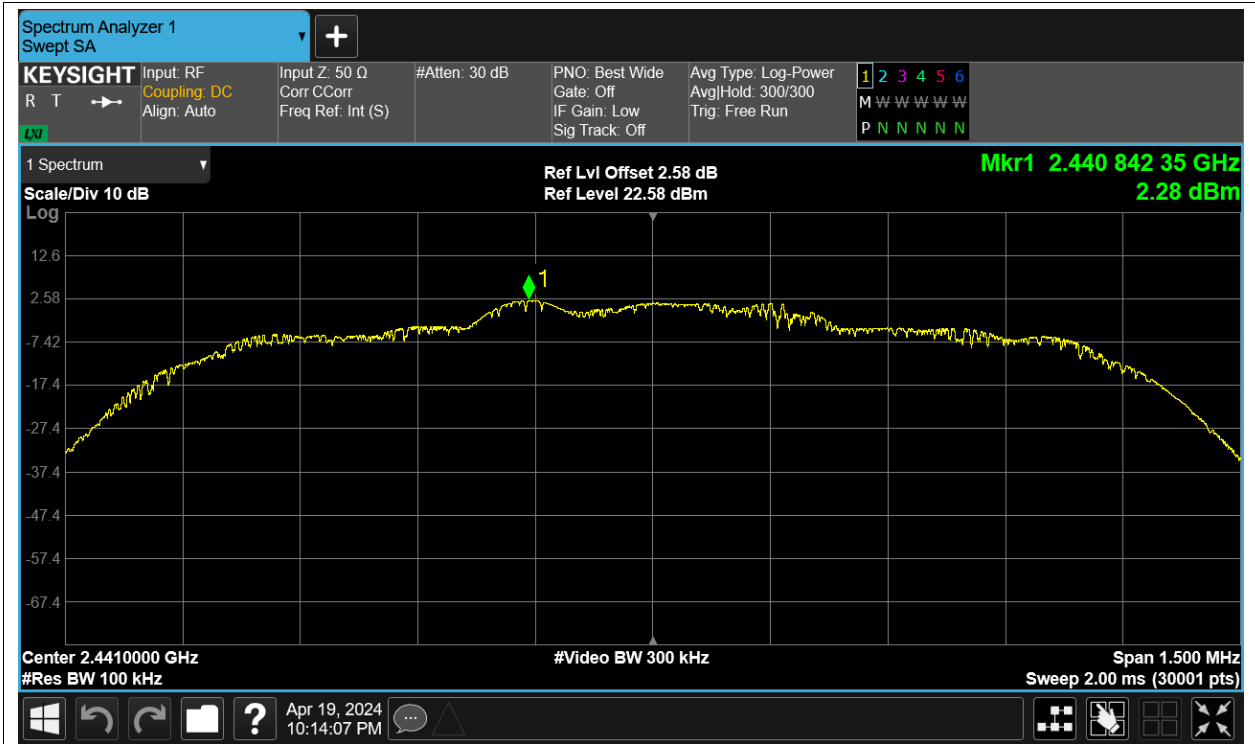 Spectrum Analyzer 1
Swept SA
KEYSIGHT
R T
LXI
Input: RF
Coupling: DC
Align: Auto
Input Z: 50 Ω
Corr CCorr
Freq Ref: Int (S)
#Atten: 30 dB
PNO: Best Wide
Gate: Off
IF Gain: Low
Sig Track: Off
Avg Type: Log-Power
Avg|Hold: 300/300
Trig: Free Run
1 2 3 4 5 6
M W W W W W
P N N N N N
1 Spectrum
Scale/Div 10 dB
Log
Ref Lvl Offset 2.58 dB
Ref Level 22.58 dBm
Mkr1 2.440 842 35 GHz
2.28 dBm
12.6
1
2.58
-7.42
-17.4
-27.4
-37.4
-47.4
-57.4
-67.4
Center 2.4410000 GHz
#Res BW 100 kHz
#Video BW 300 kHz
Span 1.500 MHz
Sweep 2.00 ms (30001 pts)
?
Apr 19, 2024
10:14:07 PM